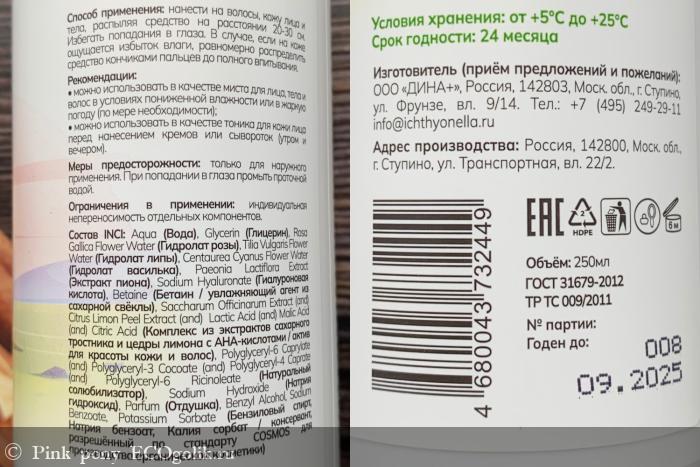 Способ применения: нанести на волосы, кожу лица и
тела, распыляя средство на расстоянии 20-30 см.
Избегать попадания в глаза. В случае, если на коже
ощущается избыток влаги, равномерно распределить
средство кончиками пальцев до полного впитывания.
Рекомендации:
• можно использовать в качестве миста для лица, тела и
волос в условиях пониженной влажности или в жаркую
погоду (по мере необходимости);
• можно использовать в качестве тоника для кожи лица
перед нанесением кремов или сывороток (утром и
вечером).
Меры предосторожности: только для наружного
применения. При попадании в глаза промыть проточной
водой.
Ограничения в применении: индивидуальная
непереносимость отдельных компонентов.
Состав INCI: Aqua (Вода), Glycerin (Глицерин), Rosa
Gallica Flower Water (Гидролат розы), Tilia Vulgaris Flower
Water (Гидролат липы), Centaurea Cyanus Flower Water
(Гидролат василька), Paeonia Lactiflora Extract
(Экстракт пиона), Sodium Hyaluronate (Гиалуроновая
кислота), Betaine (Бетаин / увлажняющий агент из
сахарной свёклы), Saccharum Officinarum Extract (and)
Citrus Limon Peel Extract (and) Lactic Acid (and) Malic Acid
(and) Citric Acid (Комплекс из экстрактов сахарного
тростника и цедры лимона с АНА-кислотами / актив
для красоты кожи и волос), Polyglyceryl-6 Caprylate
(and) Polyglyceryl-3 Cocoate (and) Polyglyceryl-4 Caprate
(and) Polyglyceryl-6 Ricinoleate (Натуральный
солюбилизатор), Sodium Hydroxide (Натрия
гидроксид), Parfum (Отдушка), Benzyl Alcohol, Sodium
Benzoate, Potassium Sorbate (Бензиловый спирт,
Натрия бензоат, Калия сорбат / консервант,
разрешённый по стандарту COSMOS для
производства органической косметики)
© Pink pony ECOgolik.ru
Условия хранения: от +5°С до +25°С
Срок годности: 24 месяца
Изготовитель (приём предложений и пожеланий):
ООО «ДИНА+», Россия, 142803, Моск. обл., г. Ступино,
ул. Фрунзе, вл. 9/14. Тел.: +7 (495) 249-29-11
info@ichthyonella.ru
Адрес производства: Россия, 142800, Моск. обл.,
г. Ступино, ул. Транспортная, вл. 22/2.
4 680043 732449
EAC
2
HDPE
6 м
Объём: 250мл
ГОСТ 31679-2012
ТР ТС 009/2011
№ партии:
Годен до:
008
09.2025